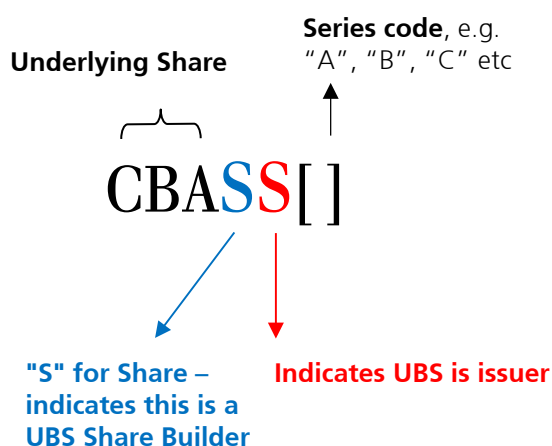 Series code, e.g.
“A”, “B”, “C” etc
Underlying Share
CBASS[ ]
"S" for Share –
indicates this is a
UBS Share Builder
Indicates UBS is issuer